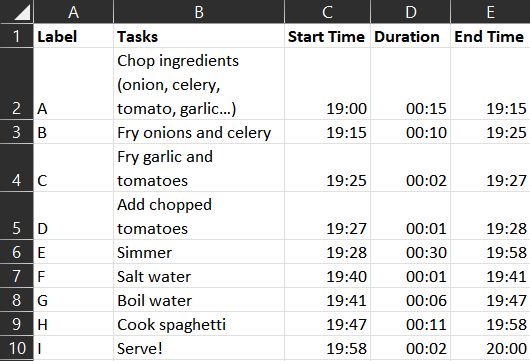 A B C D E
1 Label Tasks Start Time Duration End Time
Chop ingredients
(onion, celery,
2 A tomato, garlic...) 19:00 00:15 19:15
3 B Fry onions and celery 19:15 00:10 19:25
Fry garlic and
4 C tomatoes 19:25 00:02 19:27
Add chopped
5 D tomatoes 19:27 00:01 19:28
6 E Simmer 19:28 00:30 19:58
7 F Salt water 19:40 00:01 19:41
8 G Boil water 19:41 00:06 19:47
9 H Cook spaghetti 19:47 00:11 19:58
10 I Serve! 19:58 00:02 20:00